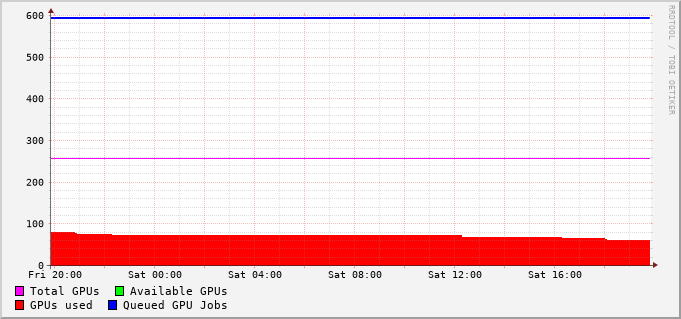 RRDTOOL / TOBI OETIKER
600
500
400
300
200
100
0
Fri 20:00 Sat 00:00 Sat 04:00 Sat 08:00 Sat 12:00 Sat 16:00
Total GPUs Available GPUs
GPUs used Queued GPU Jobs